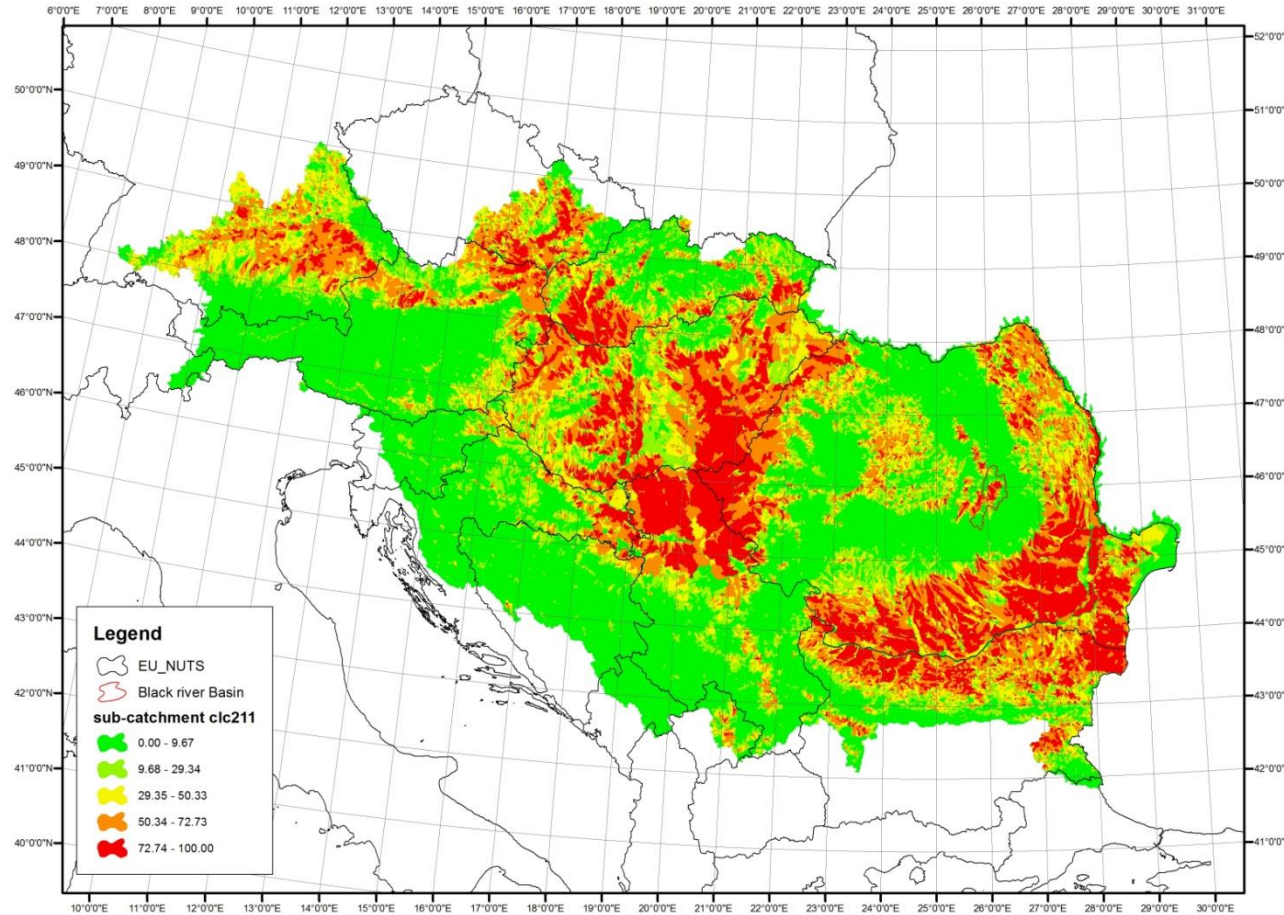 6°0'0"E 7°0'0"E 8°0'0"E 9°0'0"E 10°0'0"E 11°0'0"E 12°0'0"E 13°0'0"E 14°0'0"E 15°0'0"E 16°0'0"E 17°0'0"E 18°0'0"E 19°0'0"E 20°0'0"E 21°0'0"E 22°0'0"E 23°0'0"E 24°0'0"E 25°0'0"E 26°0'0"E 27°0'0"E 28°0'0"E 29°0'0"E 30°0'0"E 31°0'0"E
50°0'0"N
49°0'0"N
48°0'0"N
47°0'0"N
46°0'0"N
45°0'0"N
44°0'0"N
43°0'0"N
42°0'0"N
41°0'0"N
40°0'0"N
52°0'0"N
51°0'0"N
50°0'0"N
49°0'0"N
48°0'0"N
47°0'0"N
46°0'0"N
45°0'0"N
44°0'0"N
43°0'0"N
42°0'0"N
41°0'0"N
Legend
EU_NUTS
Black river Basin
sub-catchment clc211
0.00 - 9.67
9.68 - 29.34
29.35 - 50.33
50.34 - 72.73
72.74 - 100.00
10°0'0"E 11°0'0"E 12°0'0"E 13°0'0"E 14°0'0"E 15°0'0"E 16°0'0"E 17°0'0"E 18°0'0"E 19°0'0"E 20°0'0"E 21°0'0"E 22°0'0"E 23°0'0"E 24°0'0"E 25°0'0"E 26°0'0"E 27°0'0"E 28°0'0"E 29°0'0"E 30°0'0"E